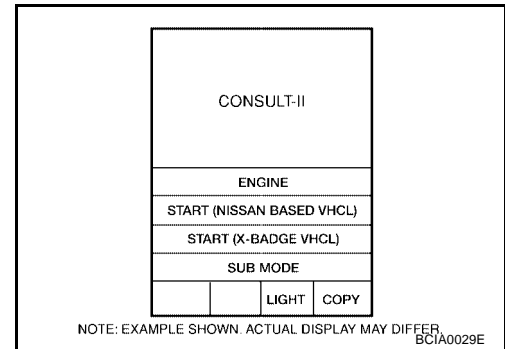 CONSULT-II
ENGINE
START (NISSAN BASED VHCL)
START (X-BADGE VHCL)
SUB MODE
LIGHT COPY
NOTE: EXAMPLE SHOWN. ACTUAL DISPLAY MAY DIFFER.
BCIA0029E